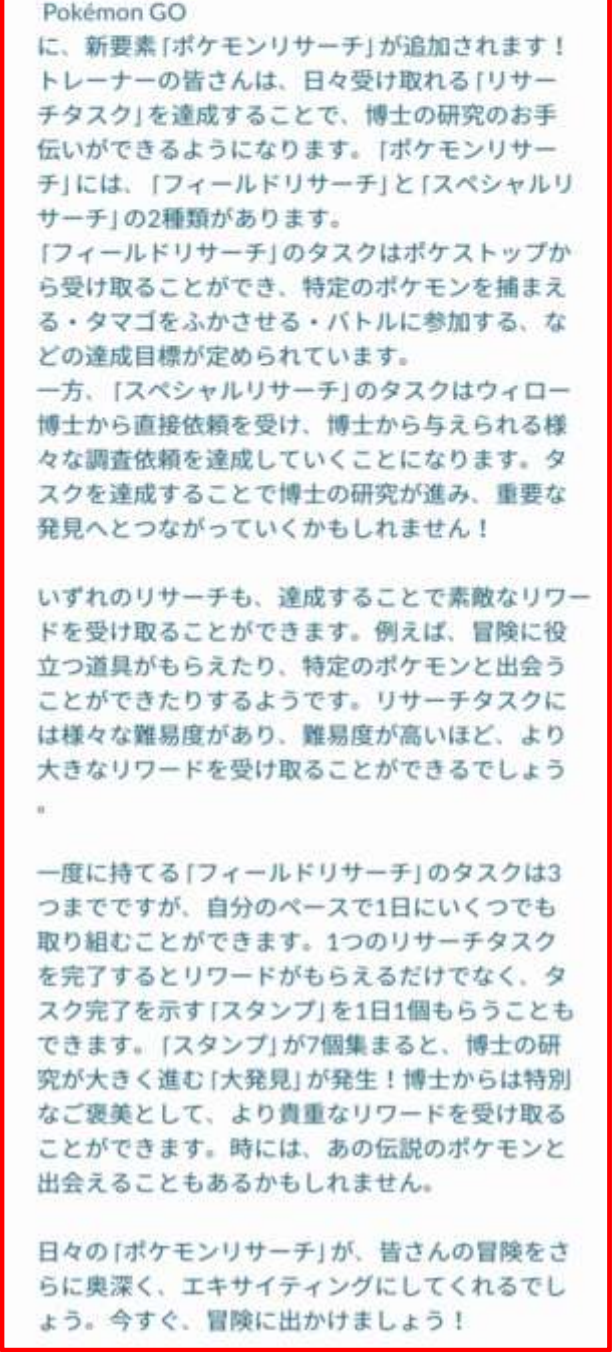 Pokémon GO
に、新要素「ポケモンリサーチ」が追加されます！
トレーナーの皆さんは、日々受け取れる「リサー
チタスク」を達成することで、博士の研究のお手
伝いができるようになります。「ポケモンリサー
チ」には、「フィールドリサーチ」と「スペシャルリ
サーチ」の2種類があります。
「フィールドリサーチ」のタスクはポケストップか
ら受け取ることができ、特定のポケモンを捕まえ
る・タマゴをふかさせる・バトルに参加する、な
どの達成目標が定められています。
一方、「スペシャルリサーチ」のタスクはウィロー
博士から直接依頼を受け、博士から与えられる様
々な調査依頼を達成していくことになります。タ
スクを達成することで博士の研究が進み、重要な
発見へとつながっていくかもしれません！
いずれのリサーチも、達成することで素敵なリワー
ドを受け取ることができます。例えば、冒険に役
立つ道具がもらえたり、特定のポケモンと出会う
ことができたりするようです。リサーチタスクに
は様々な難易度があり、難易度が高いほど、より
大きなリワードを受け取ることができるでしょう
。
一度に持てる「フィールドリサーチ」のタスクは3
つまでですが、自分のペースで1日にいくつでも
取り組むことができます。1つのリサーチタスク
を完了するとリワードがもらえるだけでなく、タ
スク完了を示す「スタンプ」を1日1個もらうことも
できます。「スタンプ」が7個集まると、博士の研
究が大きく進む「大発見」が発生！博士からは特別
なご褒美として、より貴重なリワードを受け取る
ことができます。時には、あの伝説のポケモンと
出会えることもあるかもしれません。
日々の「ポケモンリサーチ」が、皆さんの冒険をさ
らに奥深く、エキサイティングにしてくれるでし
ょう。今すぐ、冒険に出かけましょう！